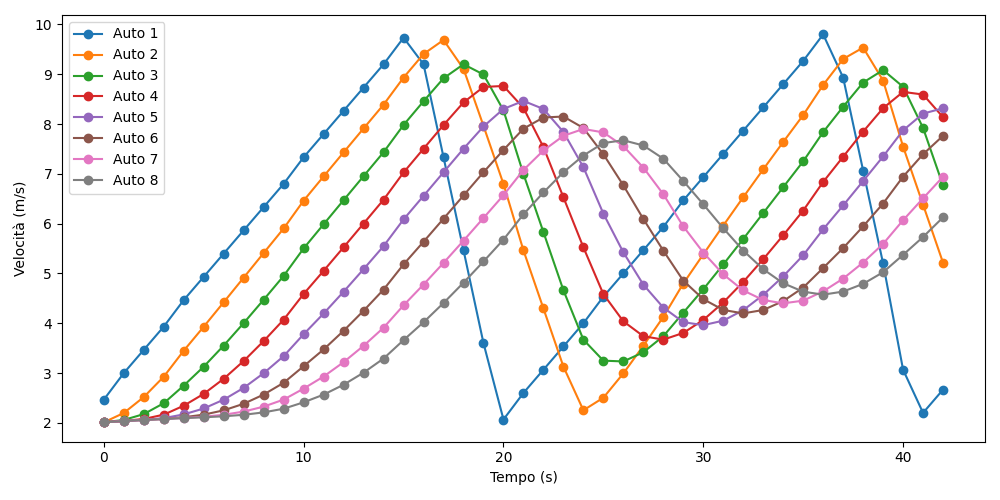 Auto 1
Auto 2
Auto 3
Auto 4
Auto 5
Auto 6
Auto 7
Auto 8
Velocità (m/s)
10
9
8
7
6
5
4
3
2
0 10 20 30 40
Tempo (s)